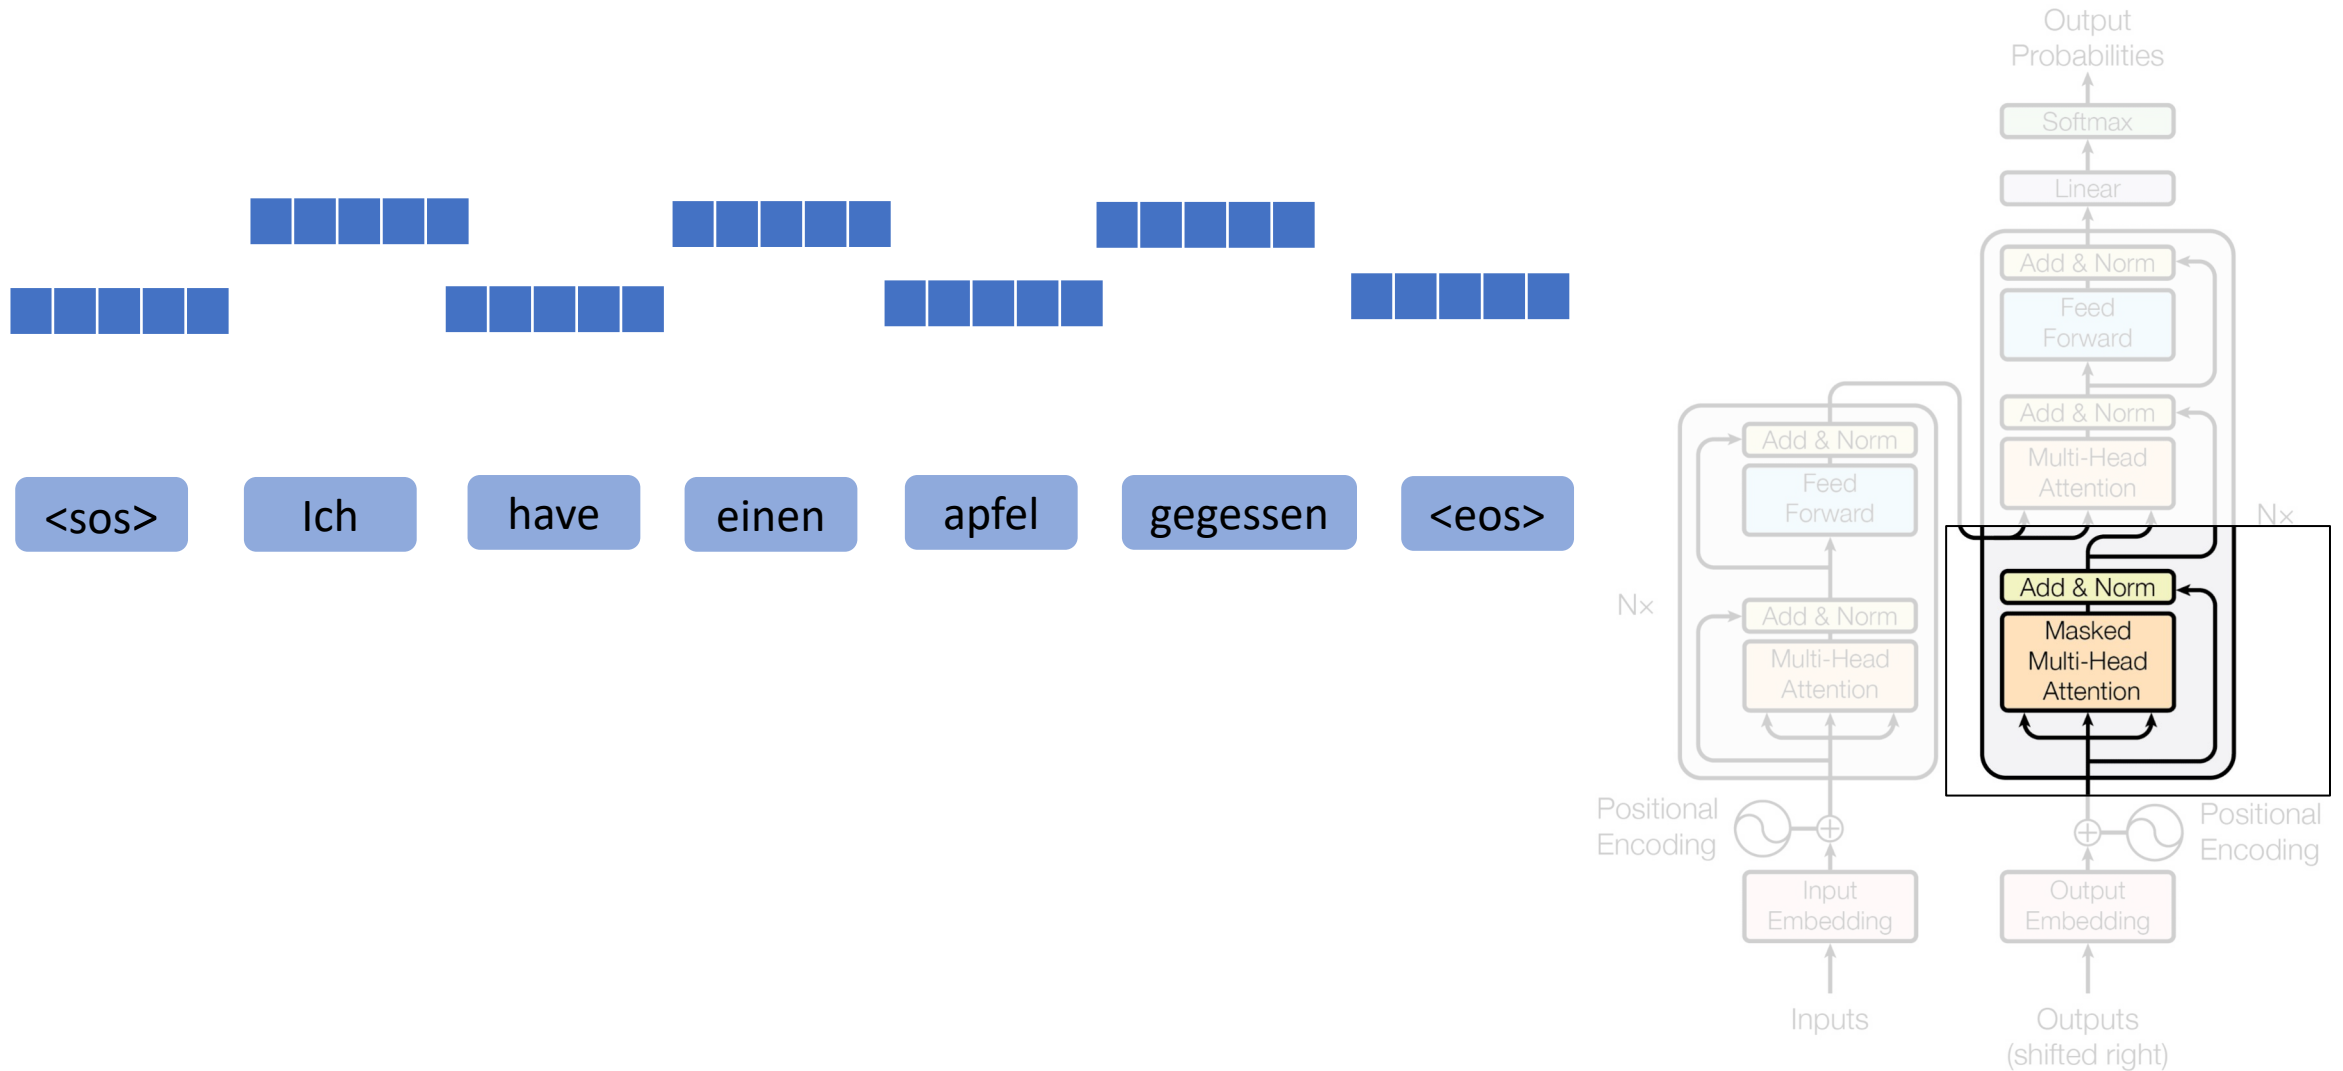 <sos>
Ich
have
einen
apfel
gegessen
<eos>
Output
Probabilities
Softmax
Linear
Add & Norm
Feed
Forward
Add & Norm
Multi-Head
Attention
Nx
Add & Norm
Masked
Multi-Head
Attention
Positional
Encoding
Output
Embedding
Outputs
(shifted right)
Add & Norm
Feed
Forward
Nx
Add & Norm
Multi-Head
Attention
Positional
Encoding
Input
Embedding
Inputs